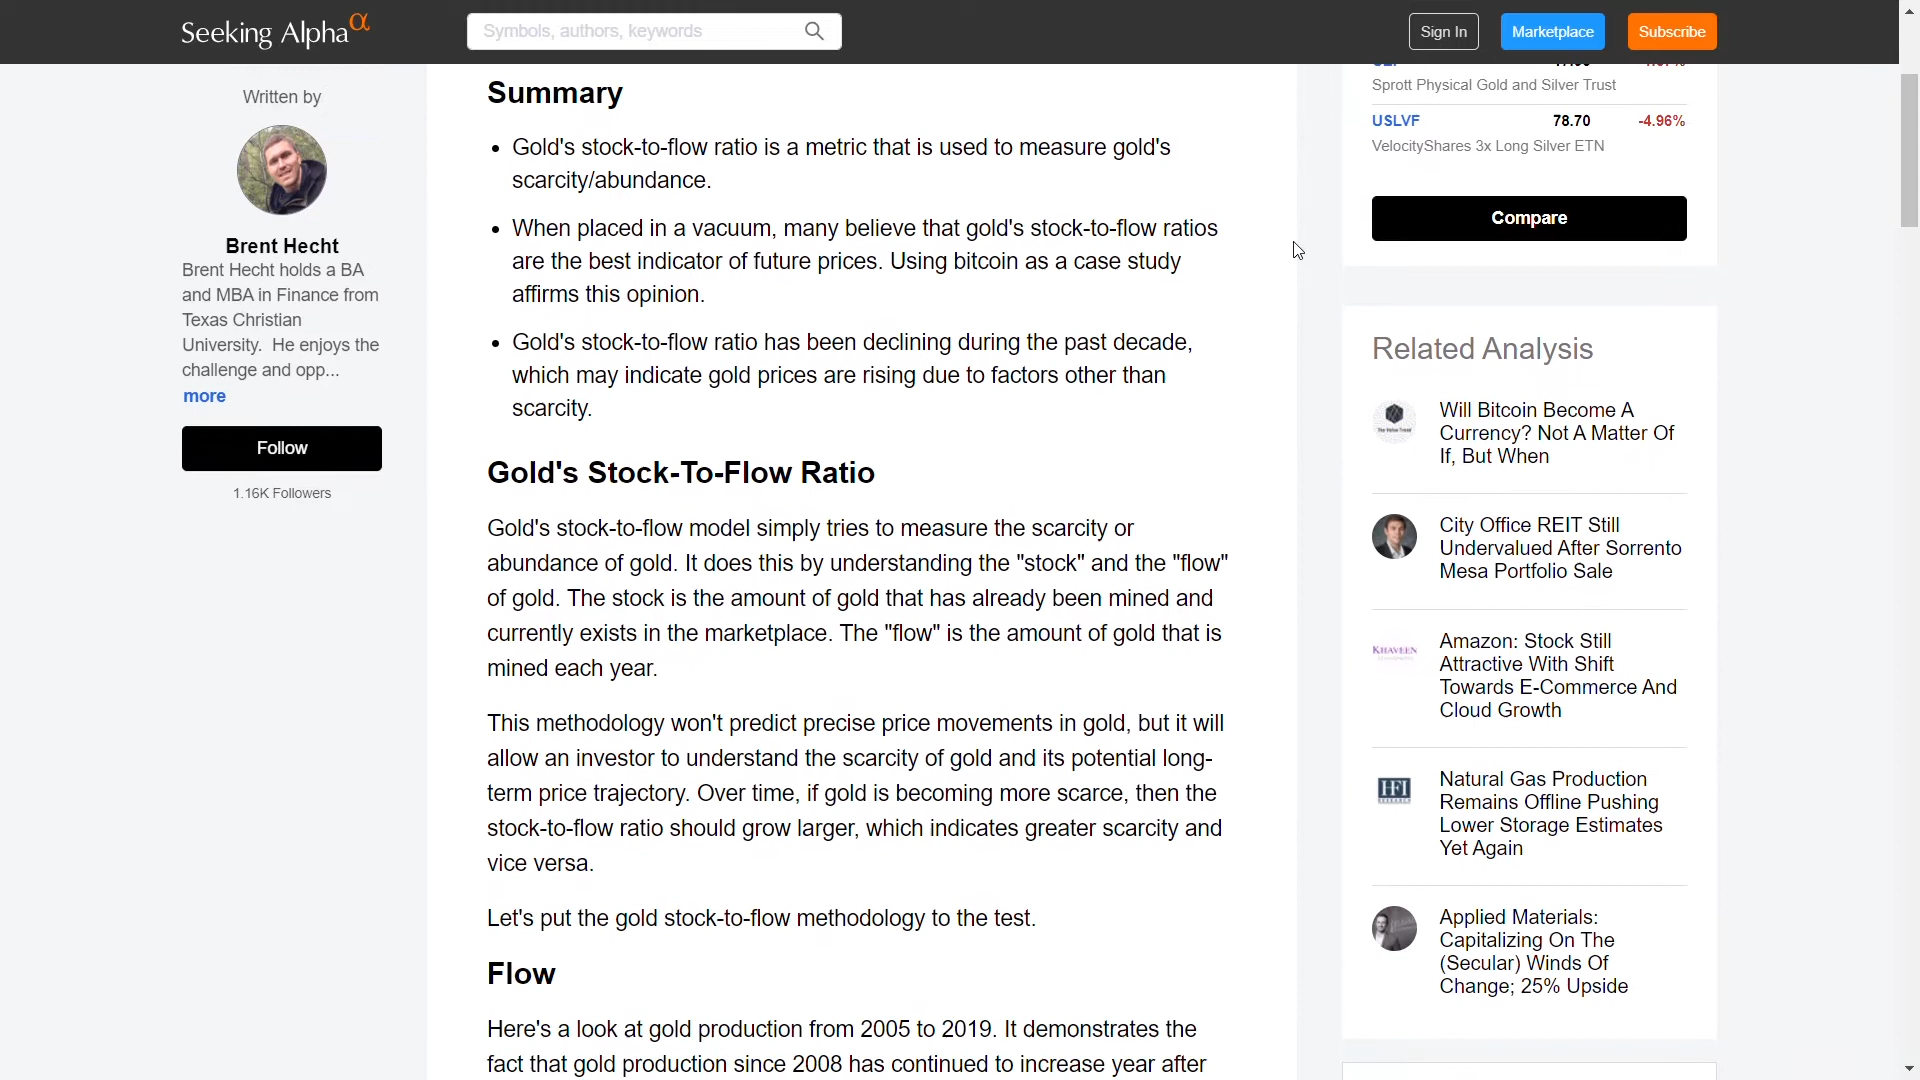 Seeking Alpha α
Symbols, authors, keywords
Sign In
Marketplace
Subscribe
Written by
Brent Hecht
Brent Hecht holds a BA
and MBA in Finance from
Texas Christian
University. He enjoys the
challenge and opp...
more
Follow
1.16K Followers
Summary
• Gold's stock-to-flow ratio is a metric that is used to measure gold's
scarcity/abundance.
• When placed in a vacuum, many believe that gold's stock-to-flow ratios
are the best indicator of future prices. Using bitcoin as a case study
affirms this opinion.
• Gold's stock-to-flow ratio has been declining during the past decade,
which may indicate gold prices are rising due to factors other than
scarcity.
Gold's Stock-To-Flow Ratio
Gold's stock-to-flow model simply tries to measure the scarcity or
abundance of gold. It does this by understanding the "stock" and the "flow"
of gold. The stock is the amount of gold that has already been mined and
currently exists in the marketplace. The "flow" is the amount of gold that is
mined each year.
This methodology won't predict precise price movements in gold, but it will
allow an investor to understand the scarcity of gold and its potential long-
term price trajectory. Over time, if gold is becoming more scarce, then the
stock-to-flow ratio should grow larger, which indicates greater scarcity and
vice versa.
Let's put the gold stock-to-flow methodology to the test.
Flow
Here's a look at gold production from 2005 to 2019. It demonstrates the
fact that gold production since 2008 has continued to increase year after
Sprott Physical Gold and Silver Trust
USLVF 78.70 -4.96%
VelocityShares 3x Long Silver ETN
Compare
Related Analysis
Will Bitcoin Become A
Currency? Not A Matter Of
If, But When
City Office REIT Still
Undervalued After Sorrento
Mesa Portfolio Sale
KHAVEEN
Amazon: Stock Still
Attractive With Shift
Towards E-Commerce And
Cloud Growth
HFI
Natural Gas Production
Remains Offline Pushing
Lower Storage Estimates
Yet Again
Applied Materials:
Capitalizing On The
(Secular) Winds Of
Change; 25% Upside